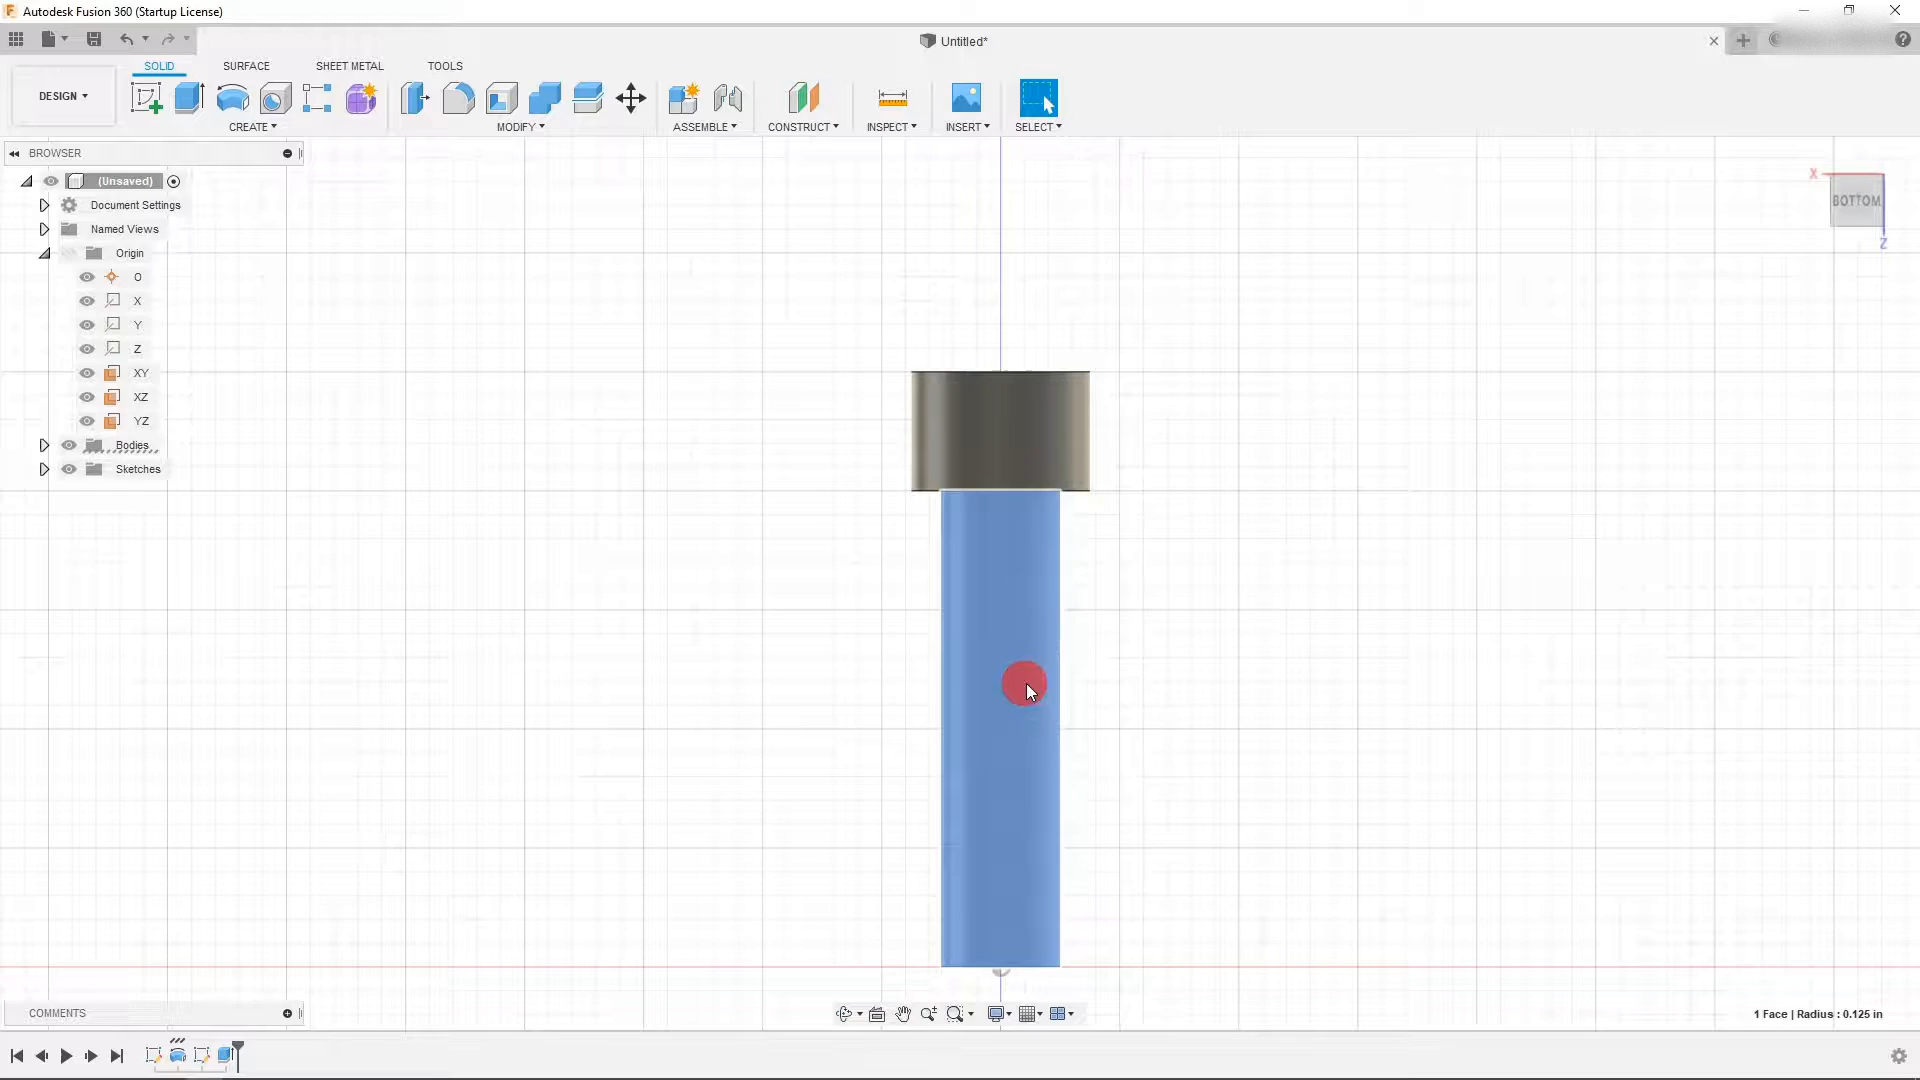 Autodesk Fusion 360 (Startup License)
Untitled*
SOLID SURFACE SHEET METAL TOOLS
DESIGN
CREATE MODIFY ASSEMBLE CONSTRUCT INSPECT INSERT SELECT
BROWSER
(Unsaved)
Document Settings
Named Views
Origin
O
X
Y
Z
XY
XZ
YZ
Bodies
Sketches
X
BOTTOM
Z
COMMENTS
1 Face | Radius : 0.125 in